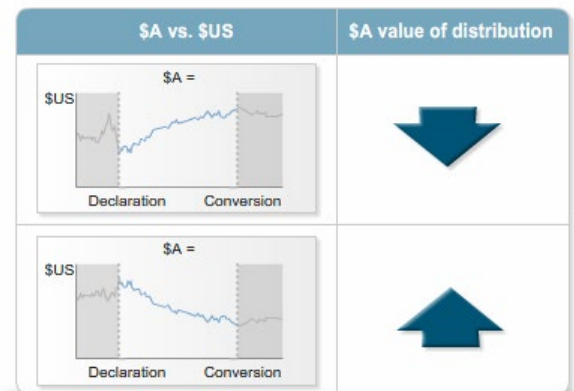 $A vs. $US
$A value of distribution
$A =
$US
Declaration
Conversion
$A =
$US
Declaration
Conversion